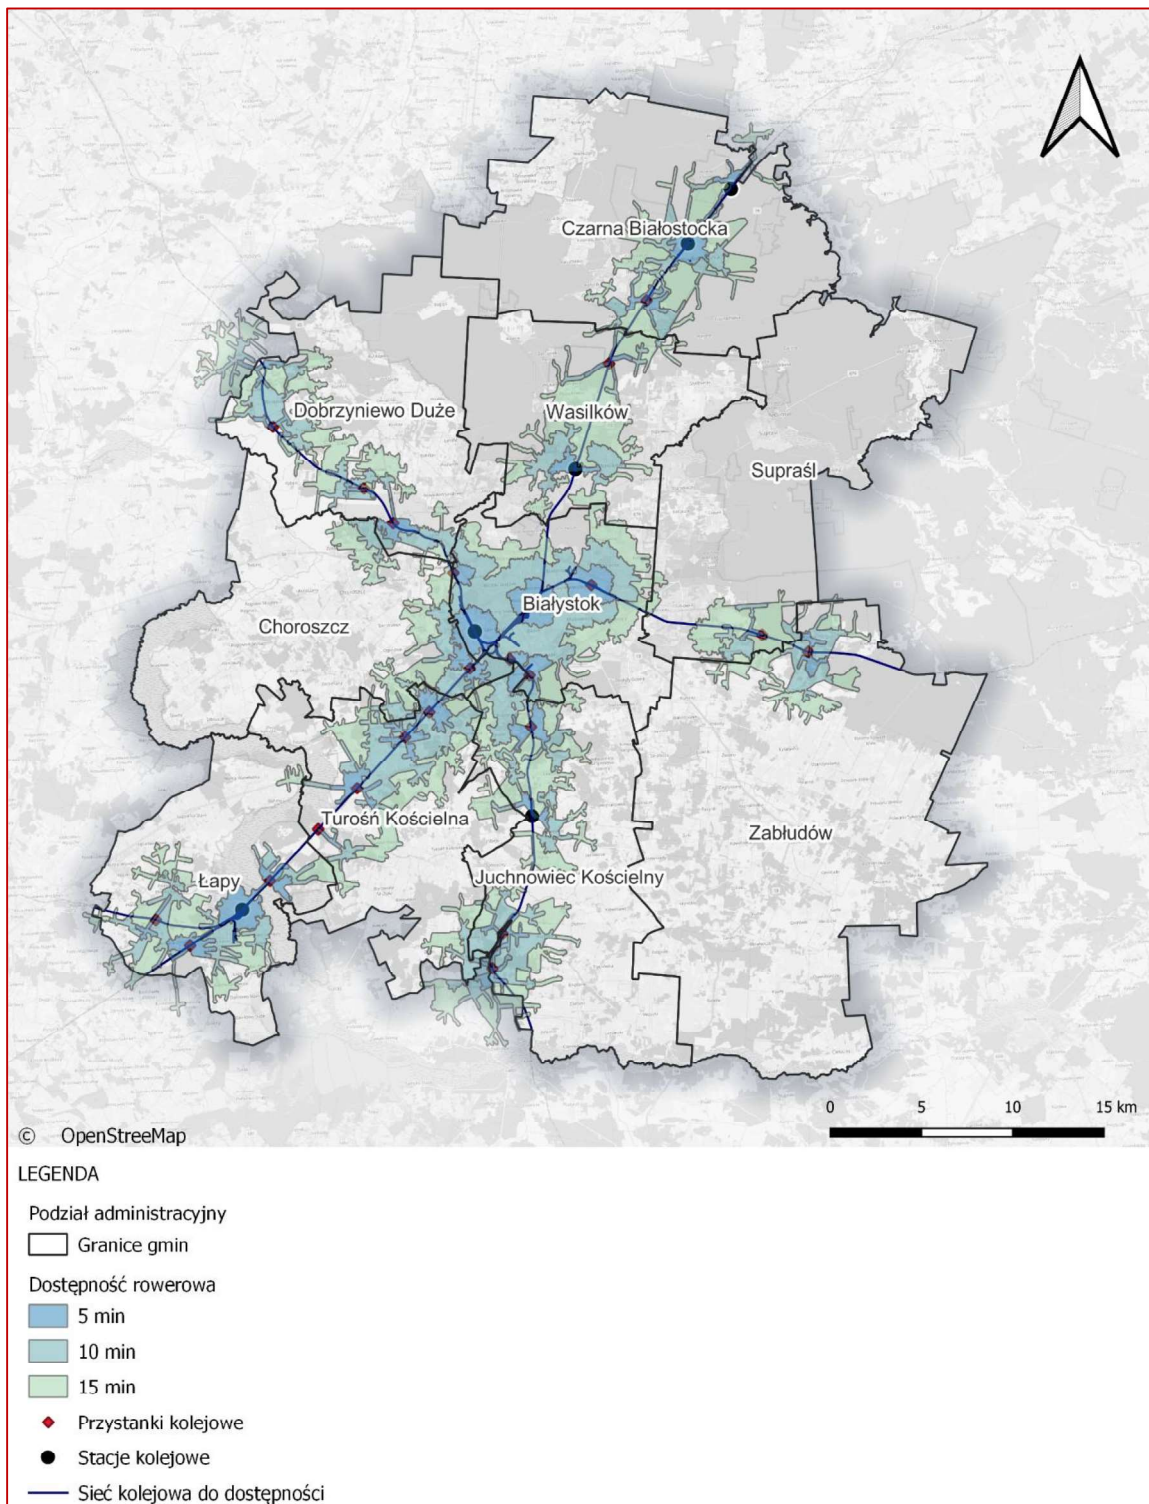 Czarna Białostocka
Dobrzyniewo Duże
Wasilków
Supraśl
Białystok
Choroszcz
Turośń Kościelna
Zabłudów
Juchnowiec Kościelny
Łapy
0 5 10 15 km
© OpenStreeMap
LEGENDA
Podział administracyjny
Granice gmin
Dostępność rowerowa
5 min
10 min
15 min
Przystanki kolejowe
Stacje kolejowe
Sieć kolejowa do dostępności